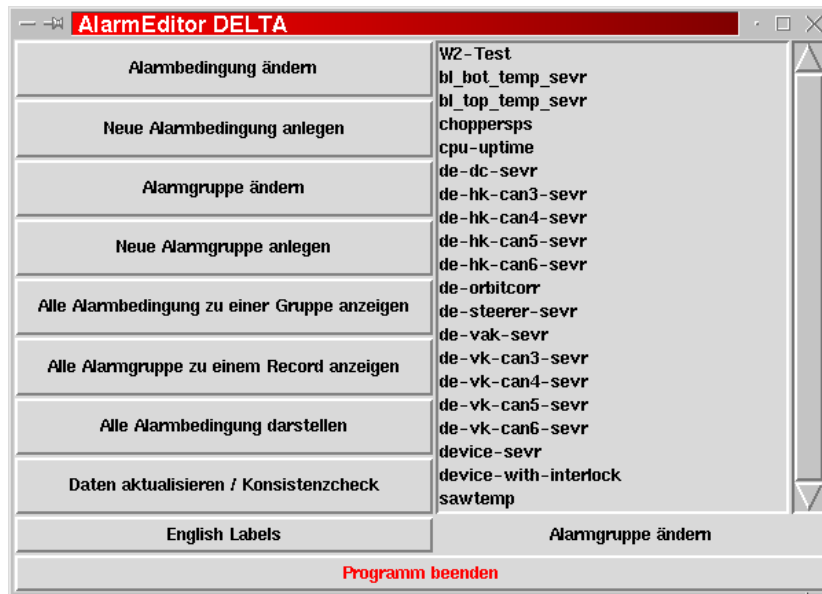 AlarmEditor DELTA
Alarmbedingung ändern
Neue Alarmbedingung anlegen
Alarmgruppe ändern
Neue Alarmgruppe anlegen
Alle Alarmbedingung zu einer Gruppe anzeigen
Alle Alarmgruppe zu einem Record anzeigen
Alle Alarmbedingung darstellen
Daten aktualisieren / Konsistenzcheck
English Labels
W2-Test
bl_bot_temp_sevr
bl_top_temp_sevr
choppersps
cpu-uptime
de-dc-sevr
de-hk-can3-sevr
de-hk-can4-sevr
de-hk-can5-sevr
de-hk-can6-sevr
de-orbitcorr
de-steerer-sevr
de-vak-sevr
de-vk-can3-sevr
de-vk-can4-sevr
de-vk-can5-sevr
de-vk-can6-sevr
device-sevr
device-with-interlock
sawtemp
Alarmgruppe ändern
Programm beenden